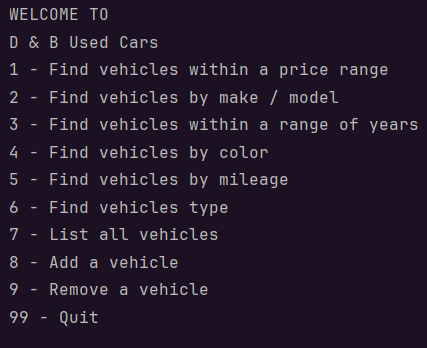 WELCOME TO
D & B Used Cars
1 - Find vehicles within a price range
2 - Find vehicles by make / model
3 - Find vehicles within a range of years
4 - Find vehicles by color
5 - Find vehicles by mileage
6 - Find vehicles type
7 - List all vehicles
8 - Add a vehicle
9 - Remove a vehicle
99 - Quit